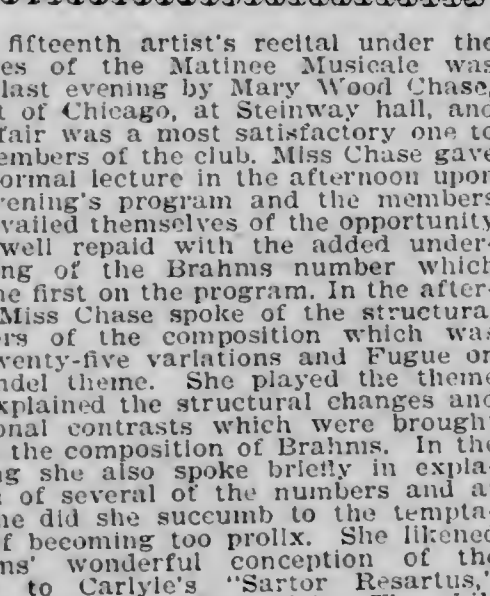 fifteenth artist's recital under the
es of the Matinee Musicale was
last evening by Mary Wood Chase,
t of Chicago, at Steinway hall, and
fair was a most satisfactory one to
embers of the club. Miss Chase gave
ormal lecture in the afternoon upon
ening's program and the members
vailed themselves of the opportunity
well repaid with the added under-
ng of the Brahms number which
e first on the program. In the after-
Miss Chase spoke of the structural
rs of the composition which was
venty-five variations and Fugue on
ndel theme. She played the theme
xplained the structural changes and
onal contrasts which were brought
the composition of Brahms. In the
ng she also spoke briefly in expla-
s of several of the numbers and at
ne did she succumb to the tempta-
f becoming too prolix. She likened
ms' wonderful conception of the
to Carlyle's "Sartor Resartus,"